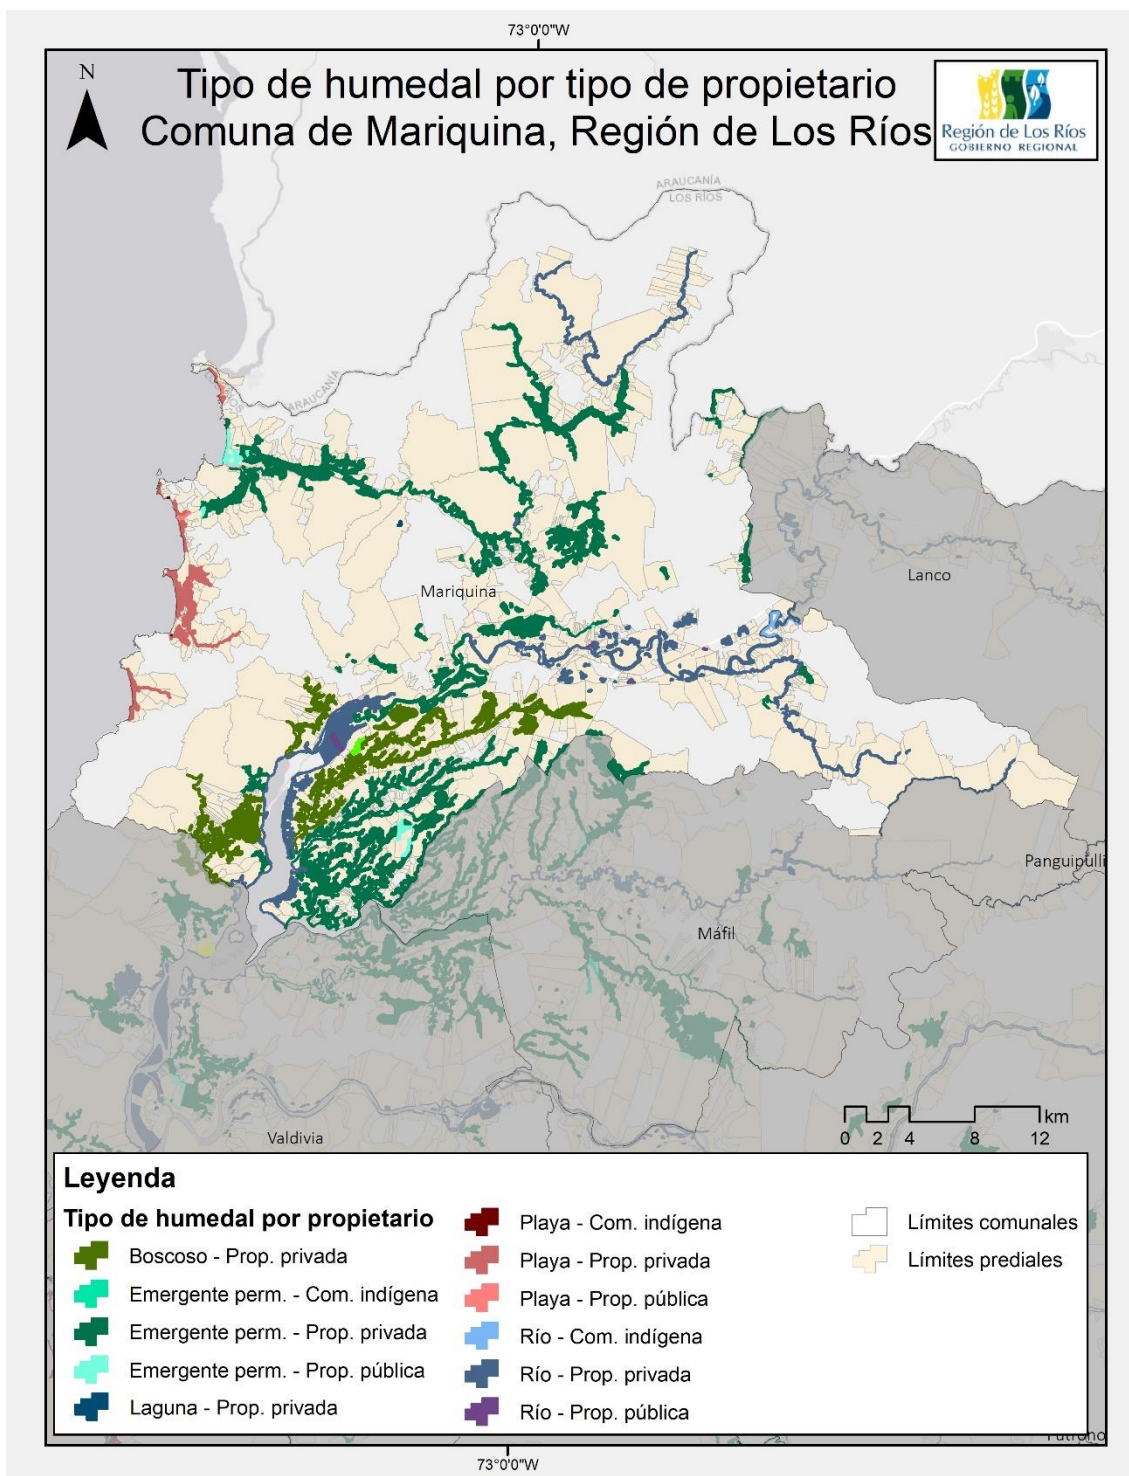 73°0'0"W
N
Tipo de humedal por tipo de propietario
Comuna de Mariquina, Región de Los Ríos
Región de Los Ríos
GOBIERNO REGIONAL
ARAUCANÍA
LOS RÍOS
ARAUCANÍA
Lanco
Mariquina
Panguipulli
Máfil
Valdivia
km
0 2 4 8 12
Leyenda
Tipo de humedal por propietario
Boscoso - Prop. privada
Emergente perm. - Com. indígena
Emergente perm. - Prop. privada
Emergente perm. - Prop. pública
Laguna - Prop. privada
Playa - Com. indígena
Playa - Prop. privada
Playa - Prop. pública
Río - Com. indígena
Río - Prop. privada
Río - Prop. pública
Límites comunales
Límites prediales
73°0'0"W